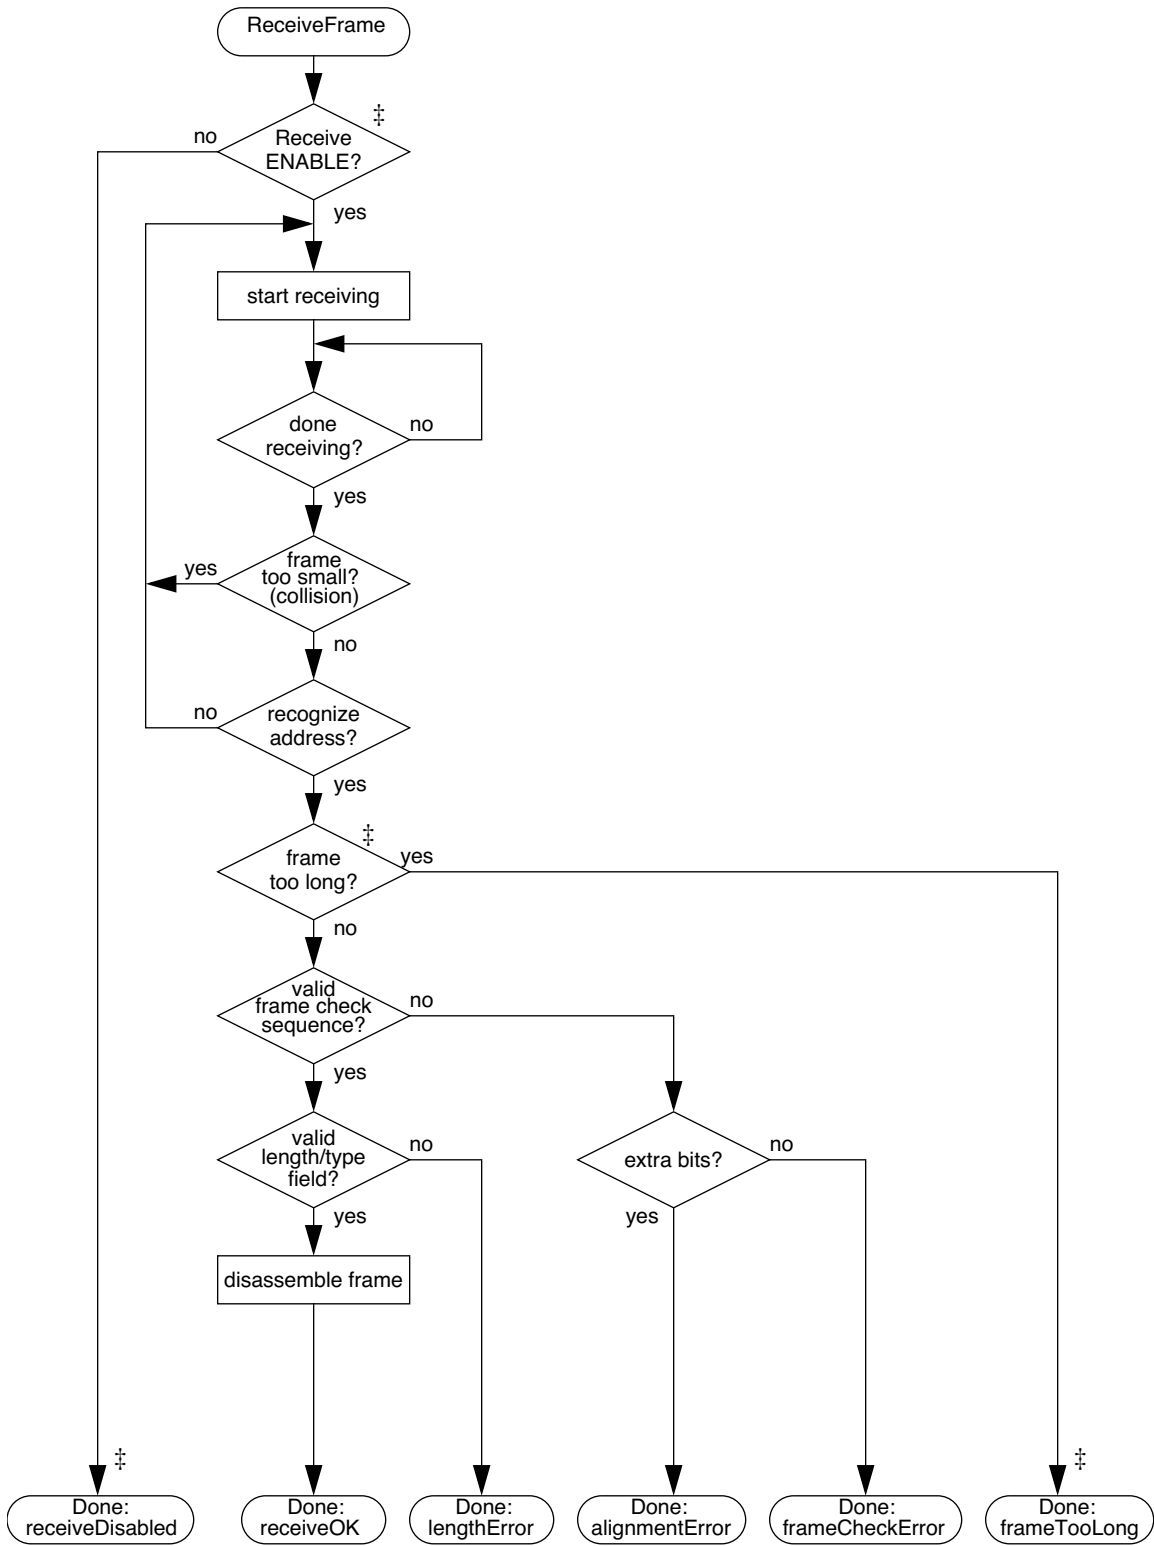 ReceiveFrame
‡
no
Receive
ENABLE?
yes
start receiving
done
receiving?
no
yes
frame
too small?
(collision)
yes
no
recognize
address?
no
yes
‡
frame
too long?
yes
no
valid
frame check
sequence?
no
yes
valid
length/type
field?
no
extra bits?
no
yes
yes
disassemble frame
‡
‡
Done:
receiveDisabled
Done:
receiveOK
Done:
lengthError
Done:
alignmentError
Done:
frameCheckError
Done:
frameTooLong